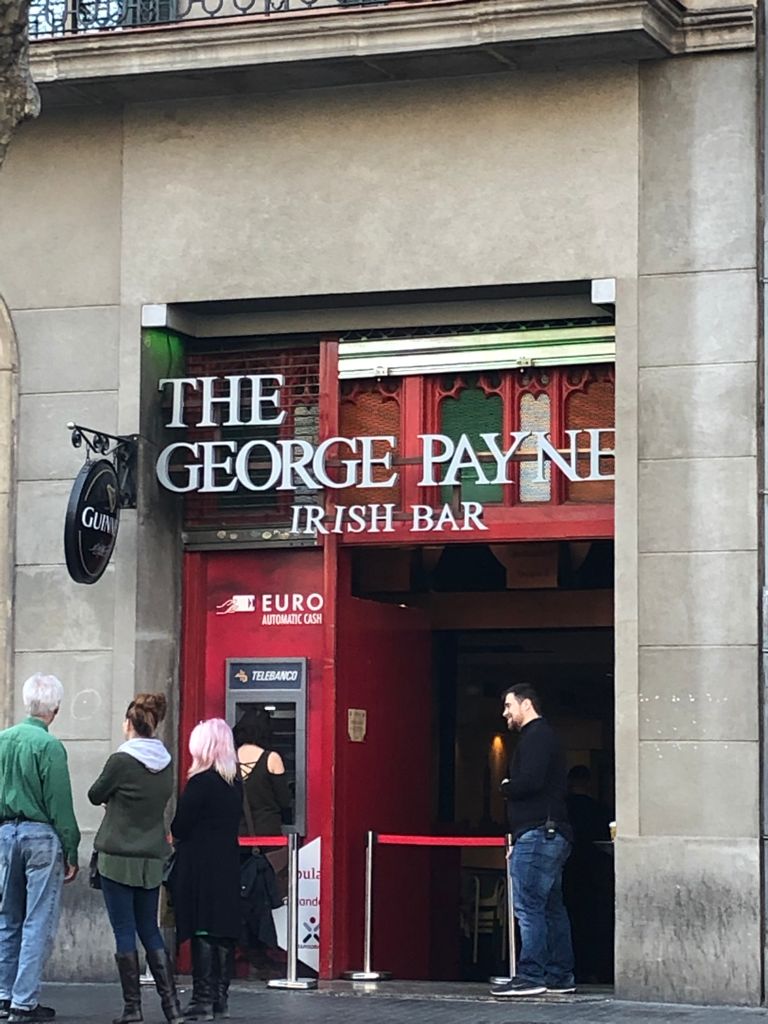 THE
GEORGE PAYNE
IRISH BAR
EURO
AUTOMATIC CASH
TELEBANCO